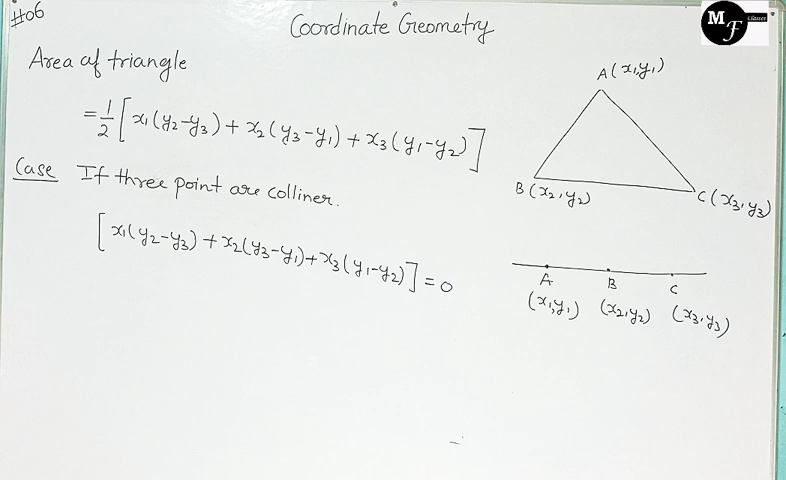 #06
Coordinate Geometry
M
F
Classes
Area of triangle
= 1/2 [x₁(y₂-y₃) + x₂(y₃-y₁) + x₃(y₁-y₂)]
Case If three point are colliner.
[x₁(y₂-y₃) + x₂(y₃-y₁) + x₃(y₁-y₂)] = 0
A (x₁,y₁)
B (x₂,y₂)
C (x₃,y₃)
A B C
(x₁,y₁) (x₂,y₂) (x₃,y₃)